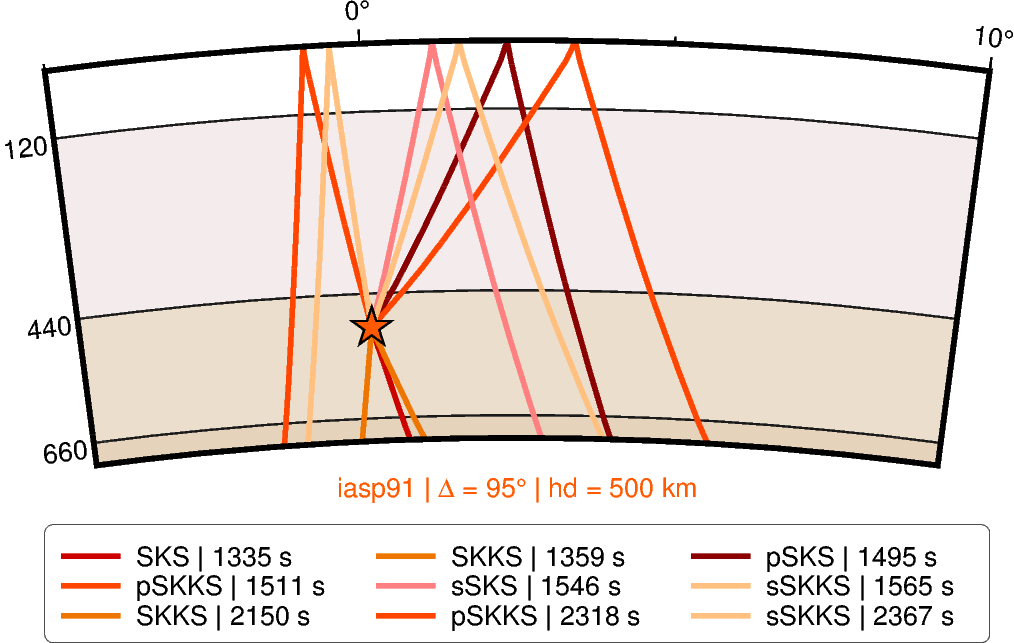 0°
10°
120
440
660
iasp91 | Δ = 95° | hd = 500 km
SKS | 1335 s SKKS | 1359 s pSKS | 1495 s
pSKKS | 1511 s sSKS | 1546 s sSKKS | 1565 s
SKKS | 2150 s pSKKS | 2318 s sSKKS | 2367 s